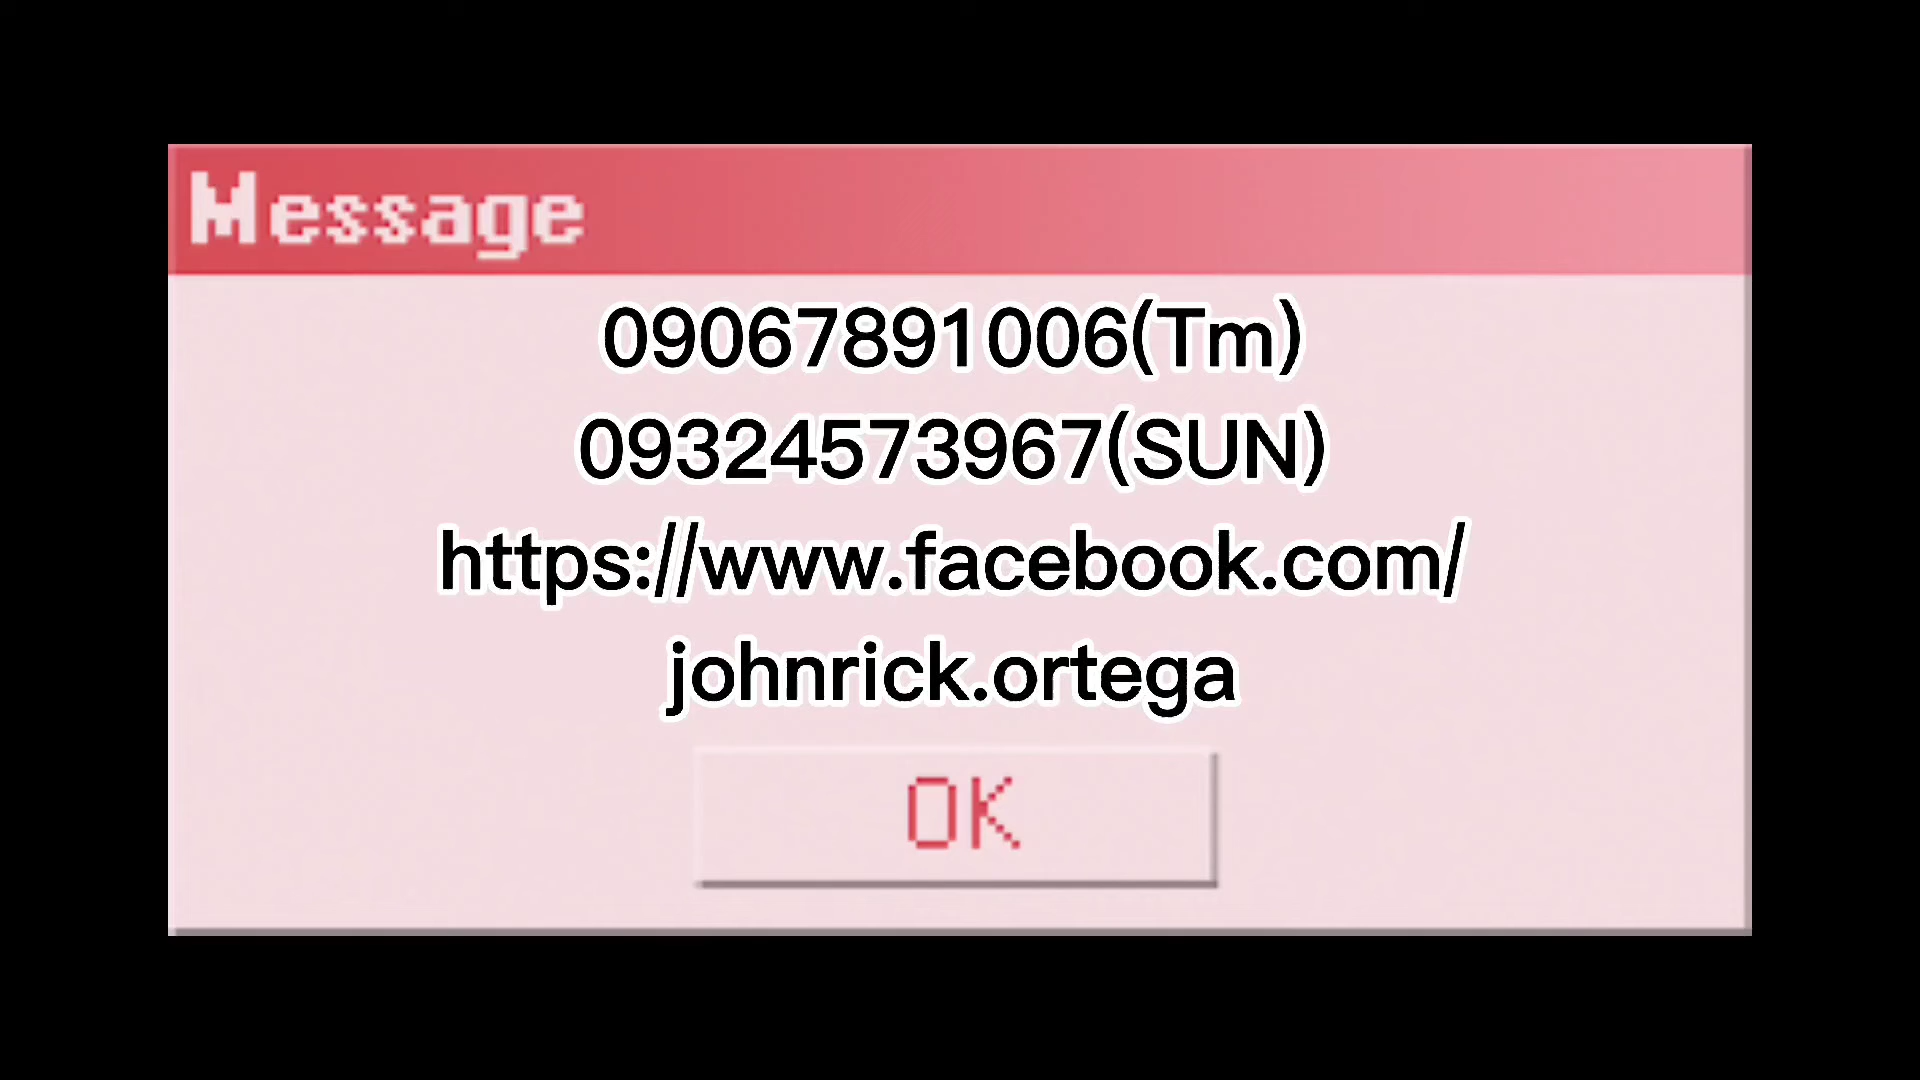 Message
09067891006(Tm)
09324573967(SUN)
https://www.facebook.com/
johnrick.ortega
OK